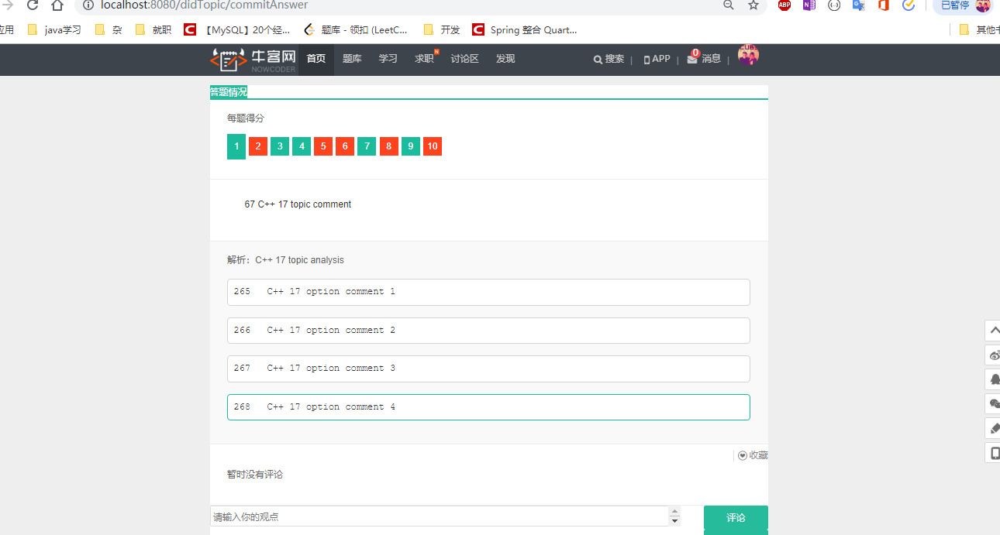 localhost:8080/didTopic/commitAnswer ABP N 已暂停
应用 java学习 杂 就职 C 【MySQL】20个经... 题库 - 领扣 (LeetC... 开发 C Spring 整合 Quart... 其他书
牛客网 NOWCODER 首页 题库 学习 求职 N 讨论区 发现 搜索 | APP | 0 消息 |
答题情况
每题得分
1 2 3 4 5 6 7 8 9 10
67 C++ 17 topic comment
解析：C++ 17 topic analysis
265 C++ 17 option comment 1
266 C++ 17 option comment 2
267 C++ 17 option comment 3
268 C++ 17 option comment 4
收藏
暂时没有评论
请输入你的观点 评论